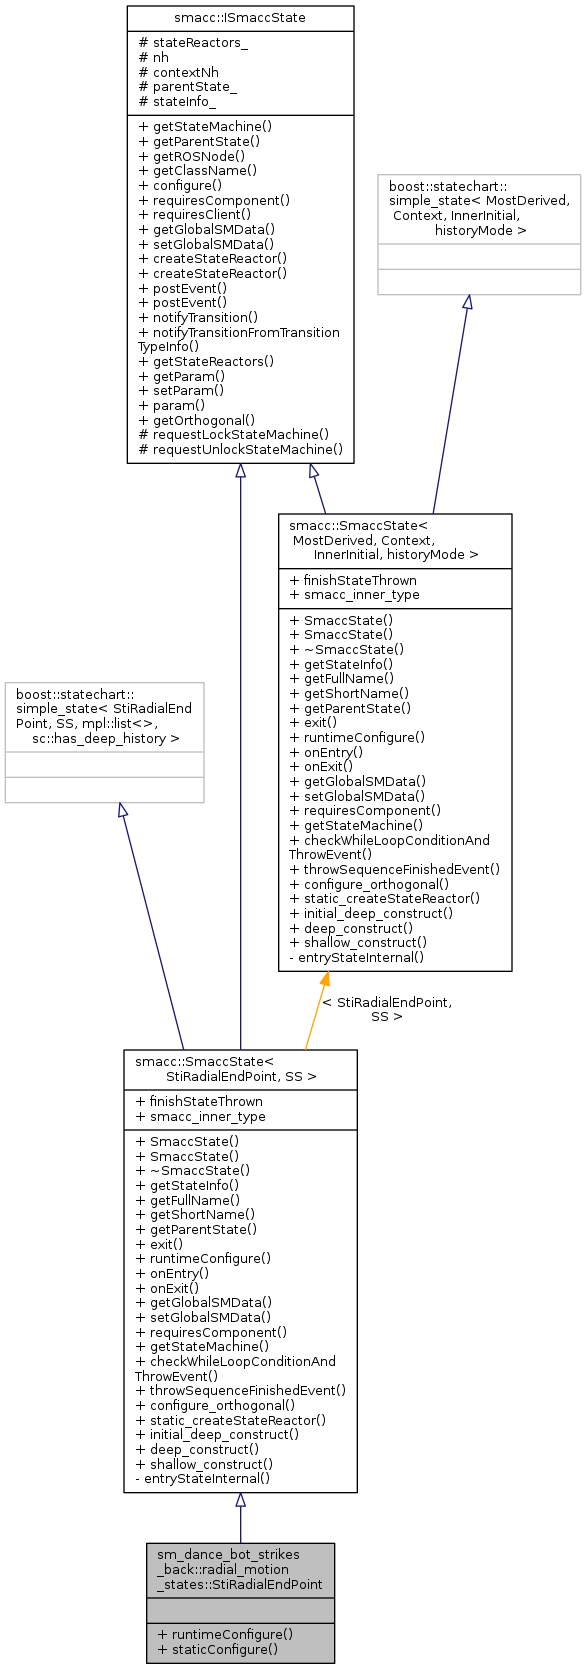 smacc::ISmaccState
# stateReactors_
# nh
# contextNh
# parentState_
# stateInfo_
+ getStateMachine()
+ getParentState()
+ getROSNode()
+ getClassName()
+ configure()
+ requiresComponent()
+ requiresClient()
+ getGlobalSMData()
+ setGlobalSMData()
+ createStateReactor()
+ createStateReactor()
+ postEvent()
+ postEvent()
+ notifyTransition()
+ notifyTransitionFromTransition
TypeInfo()
+ getStateReactors()
+ getParam()
+ setParam()
+ param()
+ getOrthogonal()
# requestLockStateMachine()
# requestUnlockStateMachine()
boost::statechart::
simple_state< MostDerived,
Context, InnerInitial,
historyMode >
smacc::SmaccState<
MostDerived, Context,
InnerInitial, historyMode >
+ finishStateThrown
+ smacc_inner_type
+ SmaccState()
+ SmaccState()
+ ~SmaccState()
+ getStateInfo()
+ getFullName()
+ getShortName()
+ getParentState()
+ exit()
+ runtimeConfigure()
+ onEntry()
+ onExit()
+ getGlobalSMData()
+ setGlobalSMData()
+ requiresComponent()
+ getStateMachine()
+ checkWhileLoopConditionAnd
ThrowEvent()
+ throwSequenceFinishedEvent()
+ configure_orthogonal()
+ static_createStateReactor()
+ initial_deep_construct()
+ deep_construct()
+ shallow_construct()
- entryStateInternal()
boost::statechart::
simple_state< StiRadialEnd
Point, SS, mpl::list<>,
sc::has_deep_history >
< StiRadialEndPoint,
SS >
smacc::SmaccState<
StiRadialEndPoint, SS >
+ finishStateThrown
+ smacc_inner_type
+ SmaccState()
+ SmaccState()
+ ~SmaccState()
+ getStateInfo()
+ getFullName()
+ getShortName()
+ getParentState()
+ exit()
+ runtimeConfigure()
+ onEntry()
+ onExit()
+ getGlobalSMData()
+ setGlobalSMData()
+ requiresComponent()
+ getStateMachine()
+ checkWhileLoopConditionAnd
ThrowEvent()
+ throwSequenceFinishedEvent()
+ configure_orthogonal()
+ static_createStateReactor()
+ initial_deep_construct()
+ deep_construct()
+ shallow_construct()
- entryStateInternal()
sm_dance_bot_strikes
_back::radial_motion
_states::StiRadialEndPoint
+ runtimeConfigure()
+ staticConfigure()